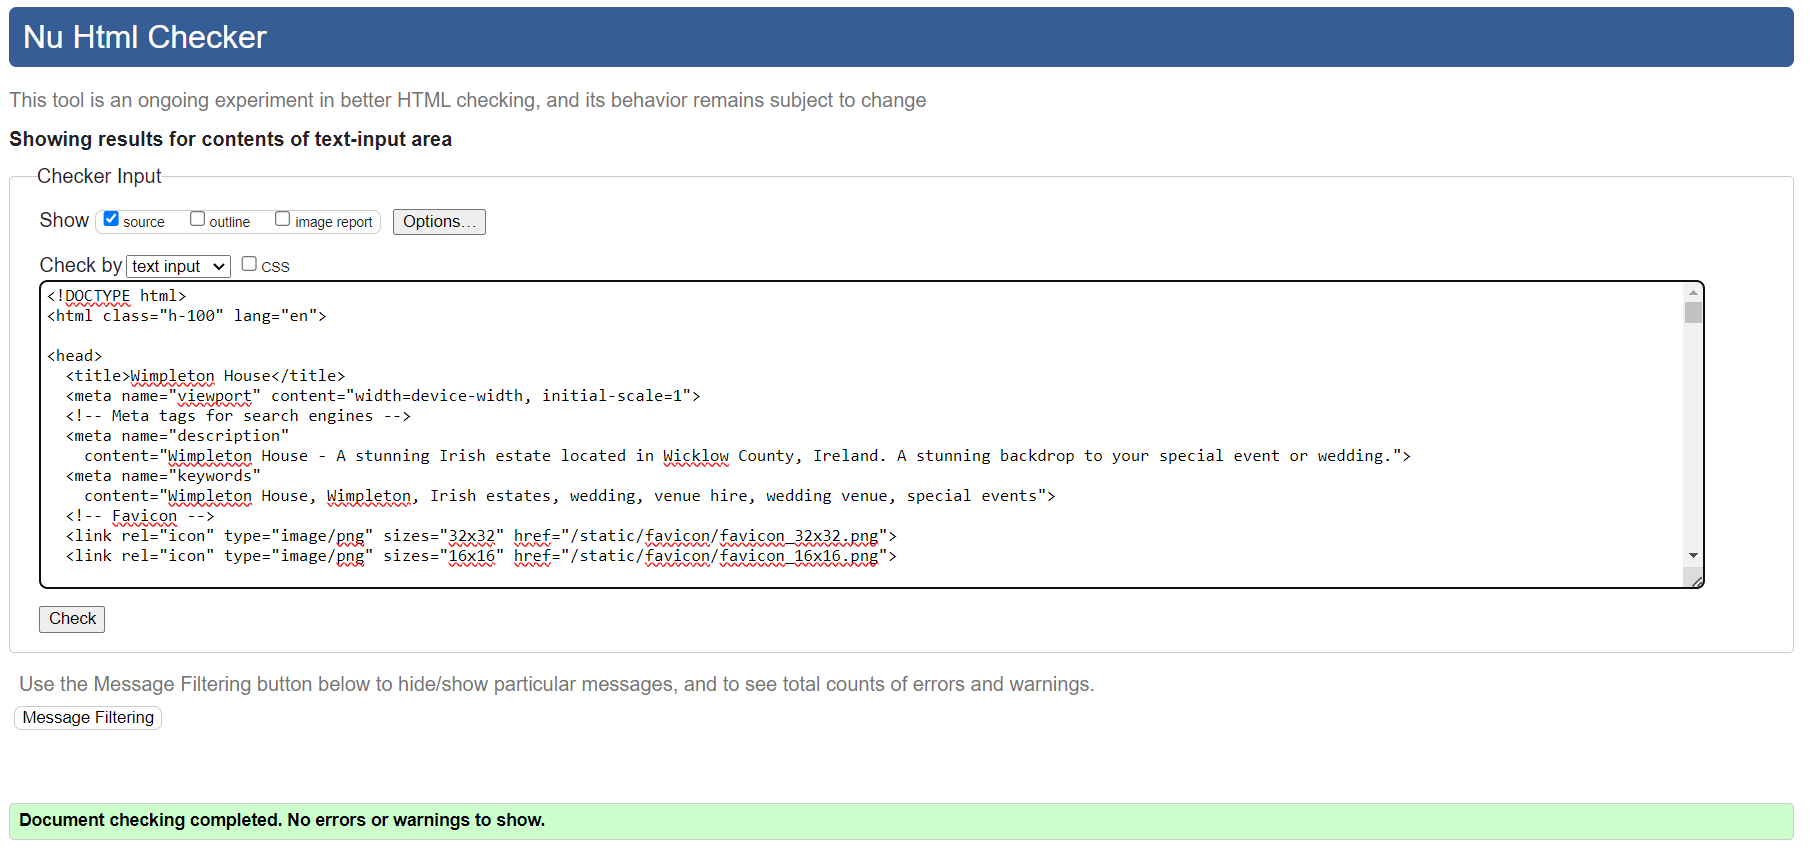 Nu Html Checker
This tool is an ongoing experiment in better HTML checking, and its behavior remains subject to change
Showing results for contents of text-input area
Checker Input
Show source outline image report Options...
Check by text input CSS
<!DOCTYPE html>
<html class="h-100" lang="en">
<head>
<title>Wimpleton House</title>
<meta name="viewport" content="width=device-width, initial-scale=1">
<!-- Meta tags for search engines -->
<meta name="description"
content="Wimpleton House - A stunning Irish estate located in Wicklow County, Ireland. A stunning backdrop to your special event or wedding.">
<meta name="keywords"
content="Wimpleton House, Wimpleton, Irish estates, wedding, venue hire, wedding venue, special events">
<!-- Favicon -->
<link rel="icon" type="image/png" sizes="32x32" href="/static/favicon/favicon_32x32.png">
<link rel="icon" type="image/png" sizes="16x16" href="/static/favicon/favicon_16x16.png">
Check
Use the Message Filtering button below to hide/show particular messages, and to see total counts of errors and warnings.
Message Filtering
Document checking completed. No errors or warnings to show.